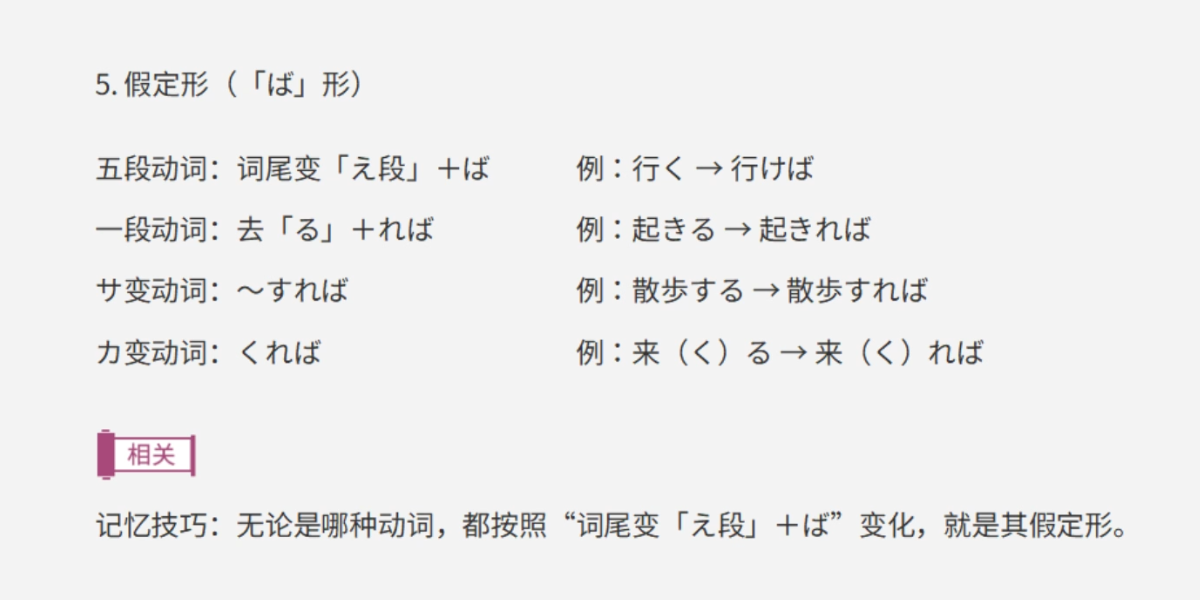 5. 假定形（「ば」形）
五段动词：词尾变「え段」＋ば 例：行く → 行けば
一段动词：去「る」＋れば 例：起きる → 起きれば
サ变动词：～すれば 例：散歩する → 散歩すれば
カ变动词：くれば 例：来（く）る → 来（く）れば
相关
记忆技巧：无论是哪种动词，都按照“词尾变「え段」＋ば”变化，就是其假定形。